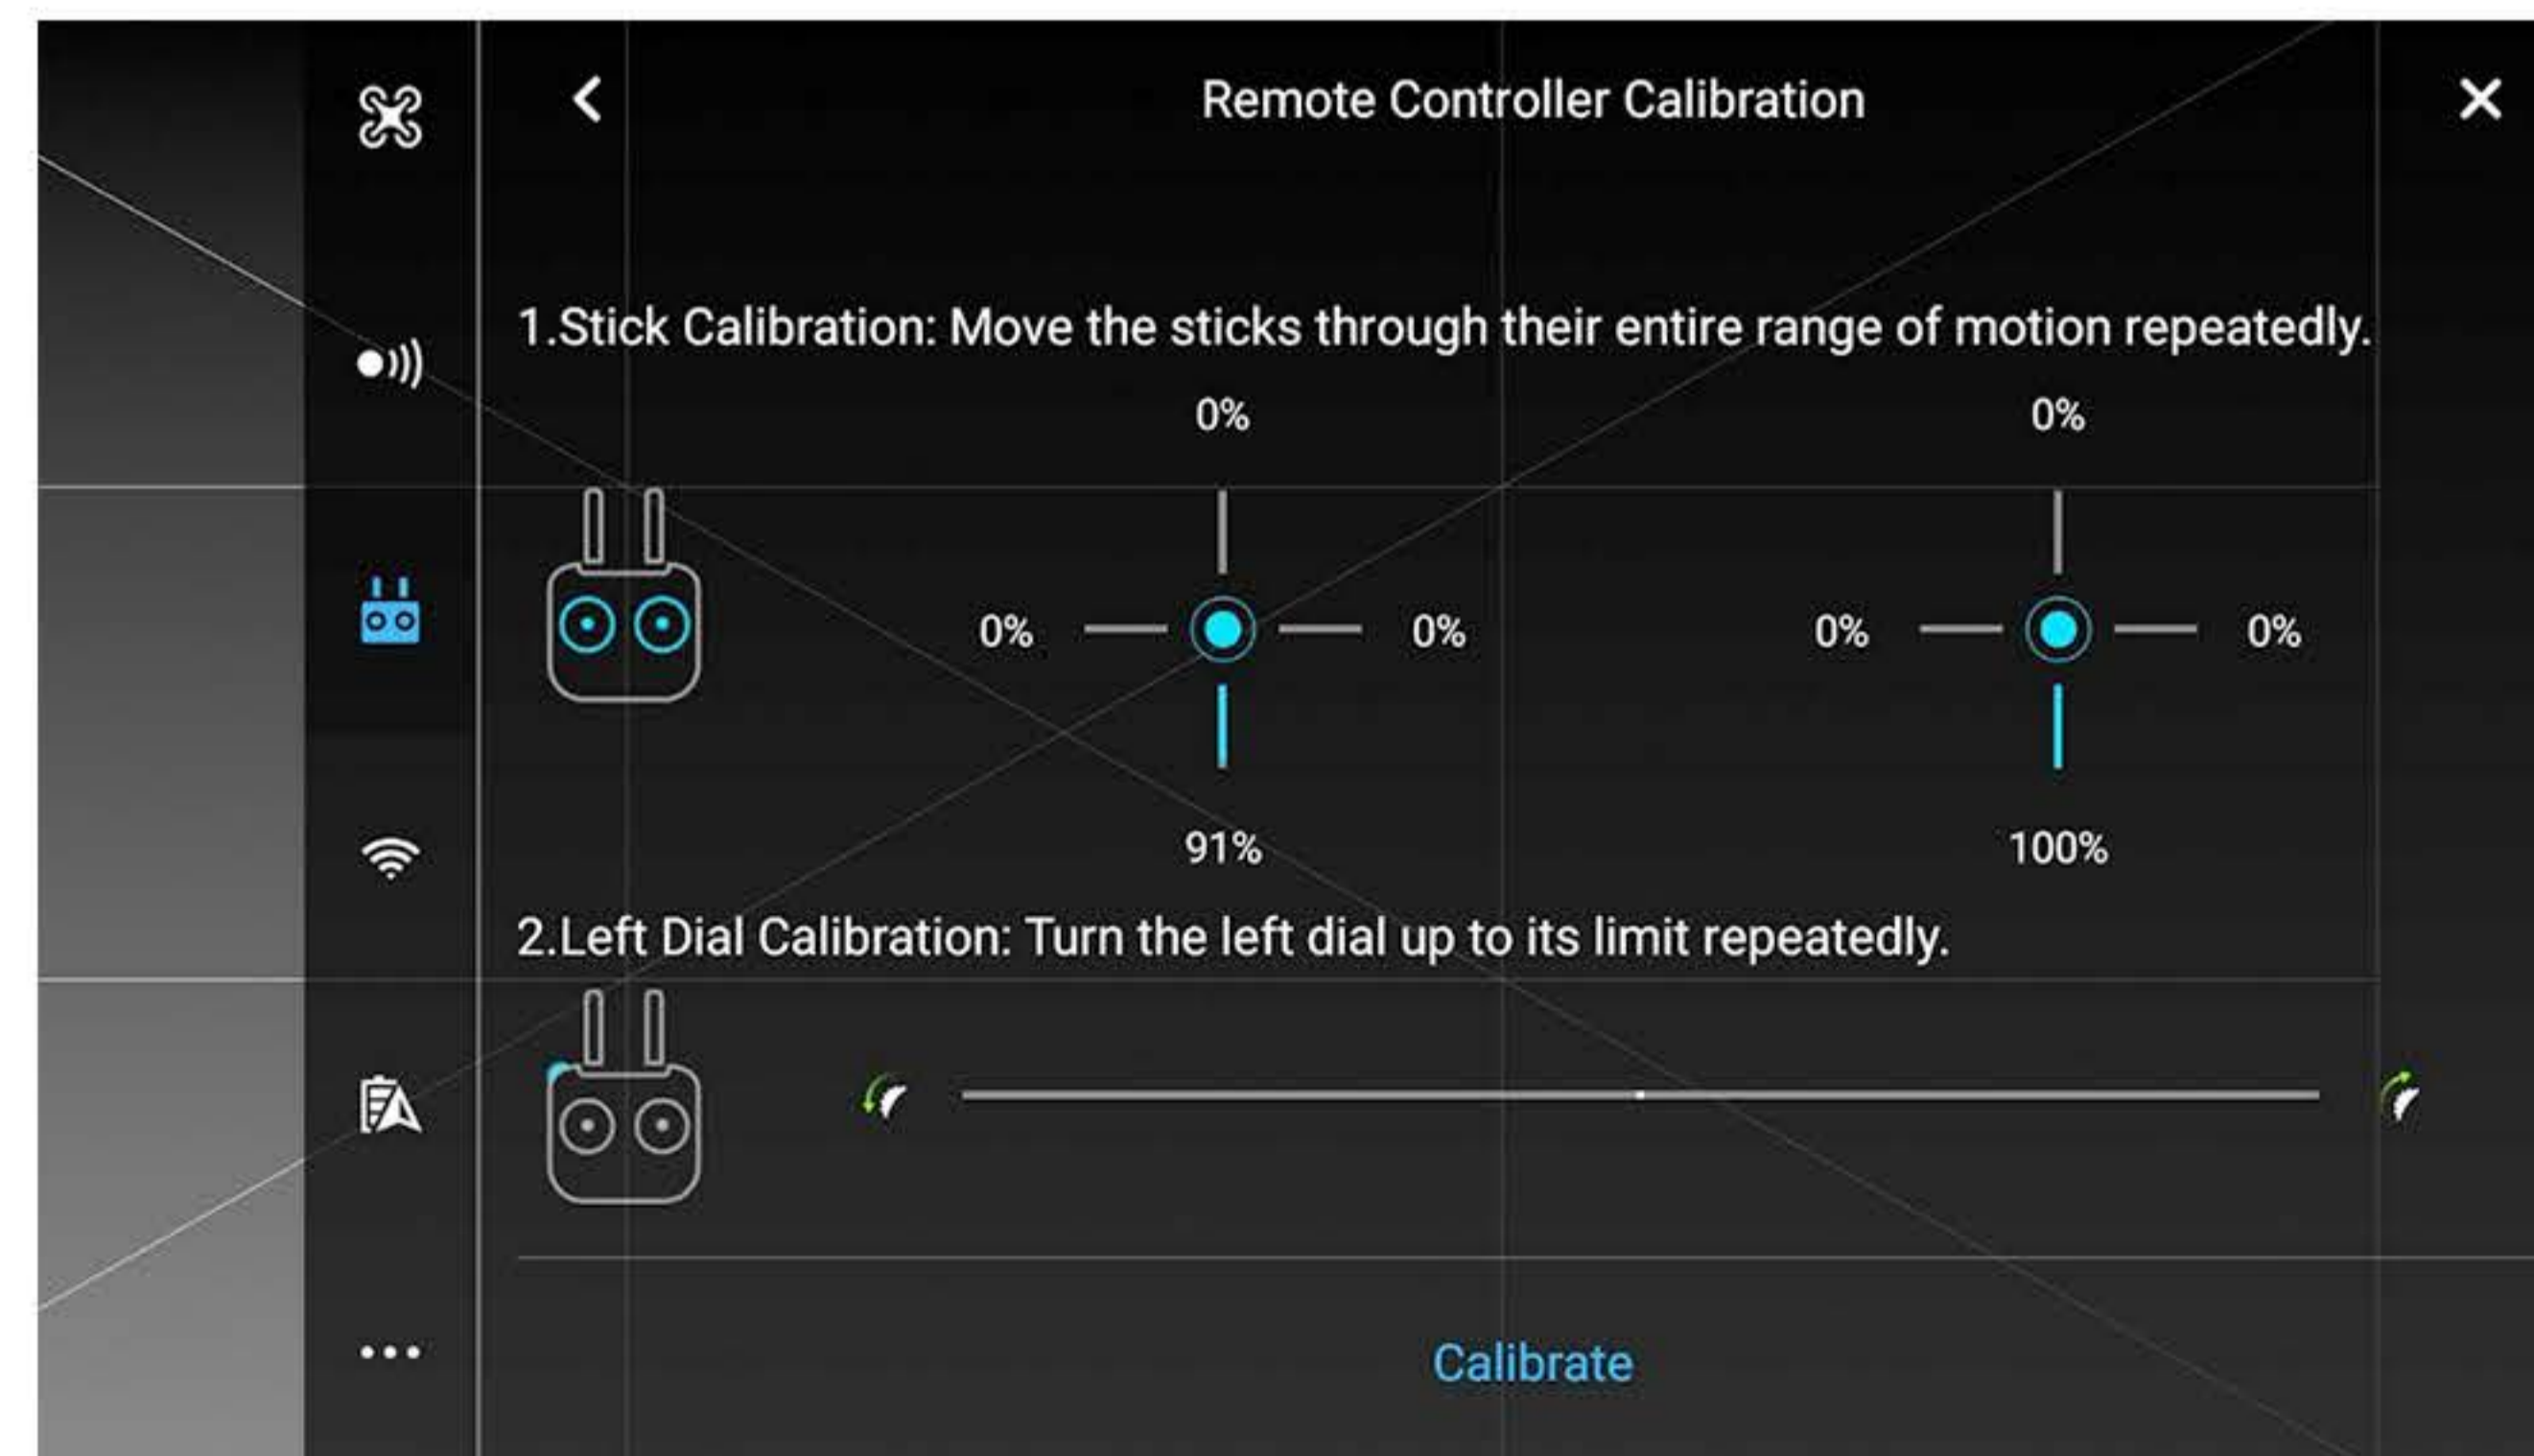 Remote Controller Calibration
1.Stick Calibration: Move the sticks through their entire range of motion repeatedly.
0% 0%
0% 0% 0% 0%
91% 100%
2.Left Dial Calibration: Turn the left dial up to its limit repeatedly.
Calibrate